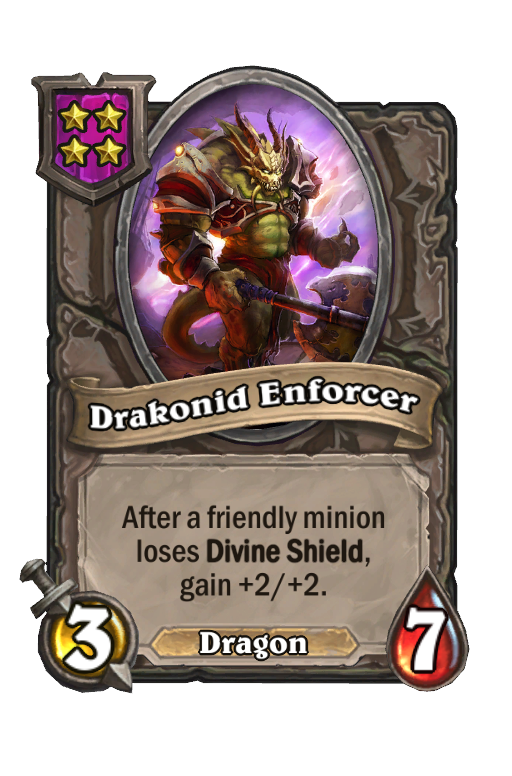 Drakonid Enforcer
After a friendly minion
loses Divine Shield,
gain +2/+2.
3
Dragon
7